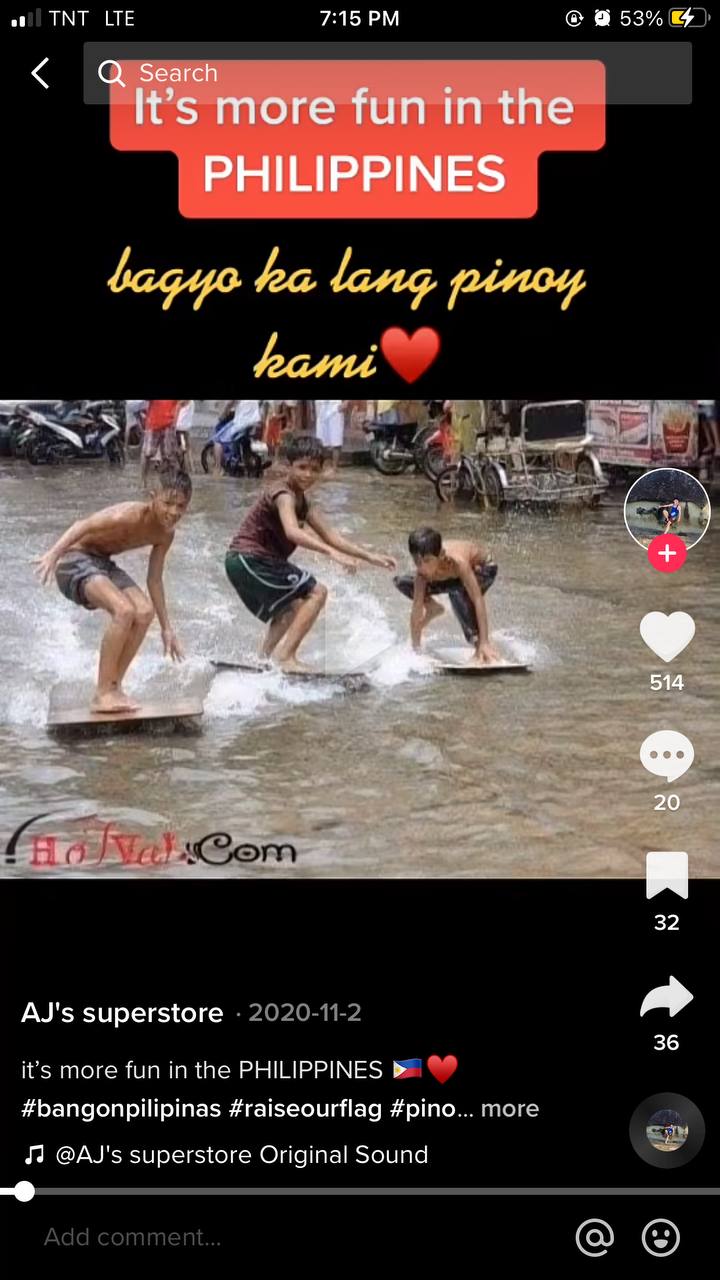 TNT LTE 7:15 PM 53%
Search
It's more fun in the
PHILIPPINES
bagyo ka lang pinoy
kami❤️
.Com
514
20
32
36
AJ's superstore · 2020-11-2
it's more fun in the PHILIPPINES 🇵🇭❤️
#bangonpilipinas #raiseourflag #pino... more
@AJ's superstore Original Sound
Add comment...